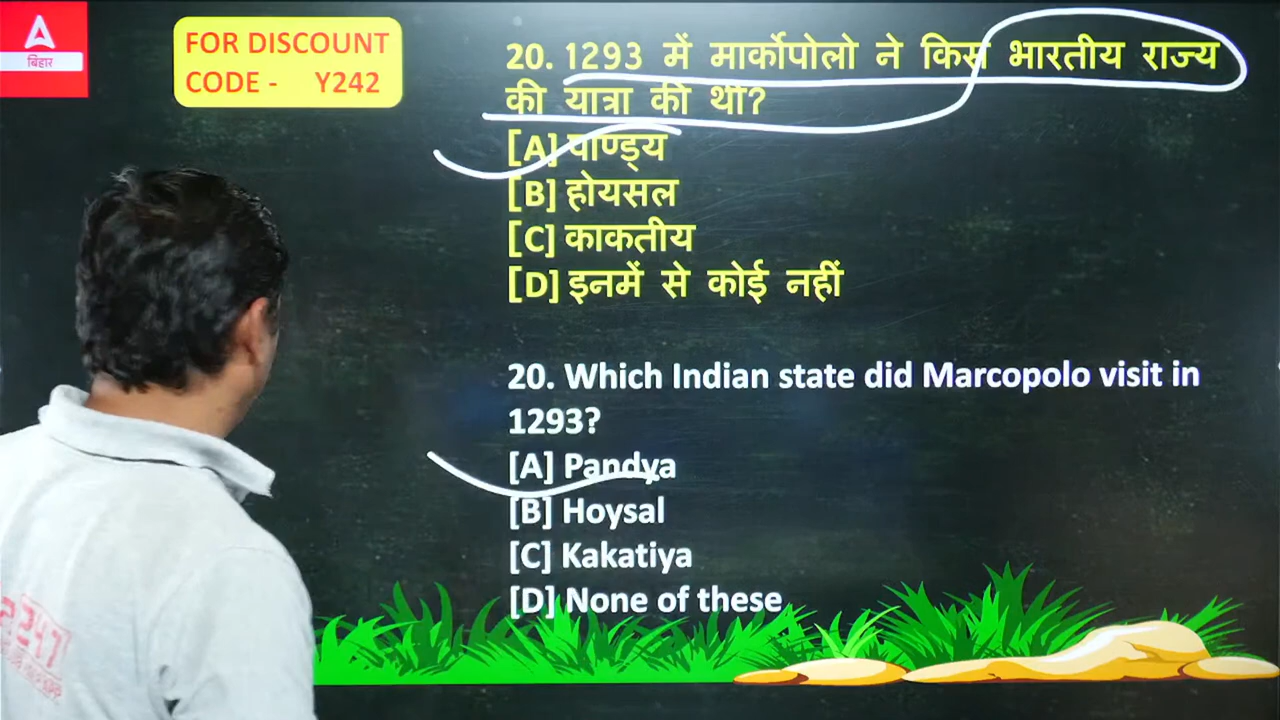 A
बिहार
FOR DISCOUNT
CODE - Y242
20. 1293 में मार्कोपोलो ने किस भारतीय राज्य
की यात्रा की थी?
[A] पाण्ड्य
[B] होयसल
[C] काकतीय
[D] इनमें से कोई नहीं
20. Which Indian state did Marcopolo visit in
1293?
[A] Pandya
[B] Hoysal
[C] Kakatiya
[D] None of these